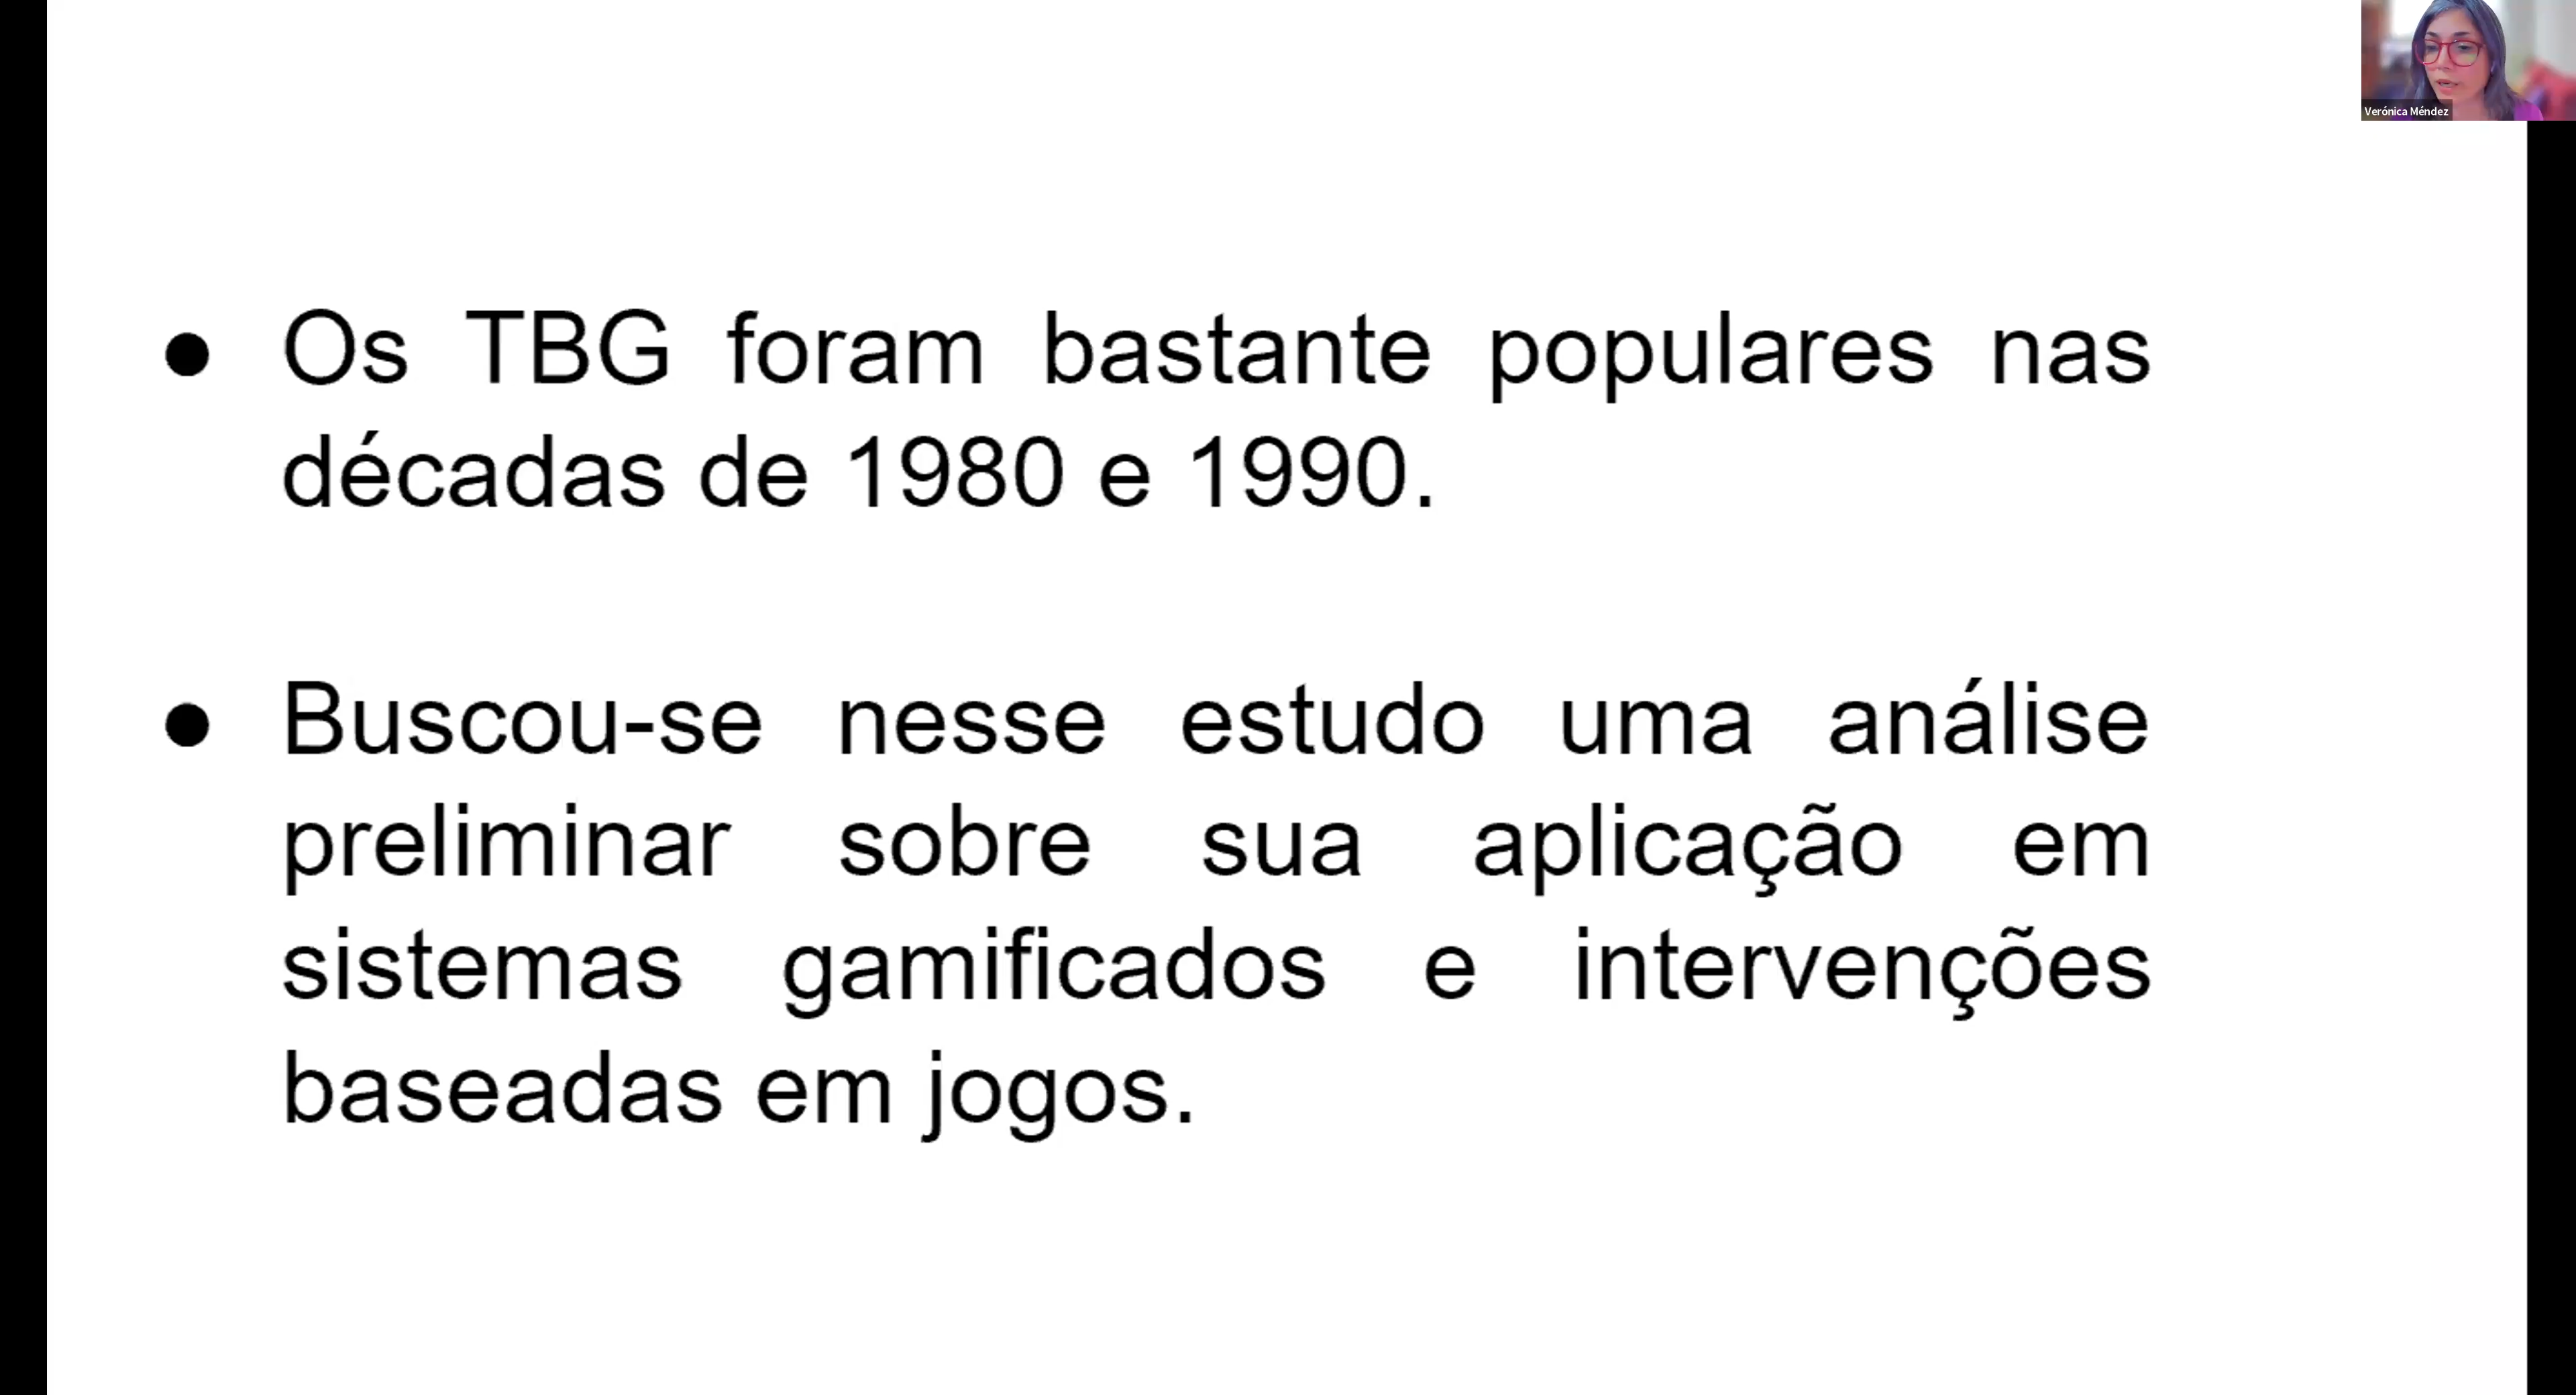 Verónica Méndez
● Os TBG foram bastante populares nas
décadas de 1980 e 1990.
● Buscou-se nesse estudo uma análise
preliminar sobre sua aplicação em
sistemas gamificados e intervenções
baseadas em jogos.